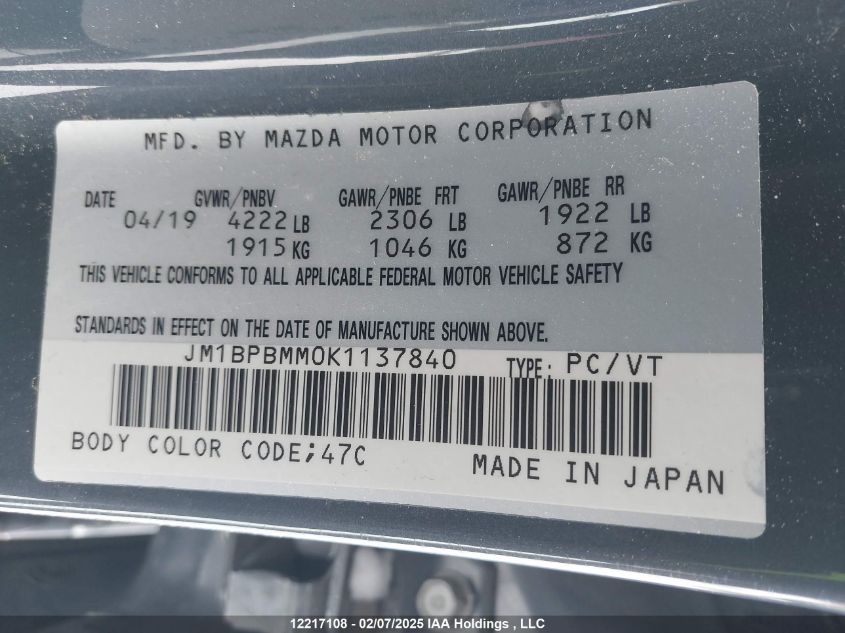 MFD. BY MAZDA MOTOR CORPORATION
DATE GVWR/PNBV GAWR/PNBE FRT GAWR/PNBE RR
04/19 4222 LB 2306 LB 1922 LB
1915 KG 1046 KG 872 KG
THIS VEHICLE CONFORMS TO ALL APPLICABLE FEDERAL MOTOR VEHICLE SAFETY
STANDARDS IN EFFECT ON THE DATE OF MANUFACTURE SHOWN ABOVE.
JM1BPBMM0K1137840 TYPE: PC/VT
BODY COLOR CODE;47C MADE IN JAPAN
12217108 - 02/07/2025 IAA Holdings , LLC